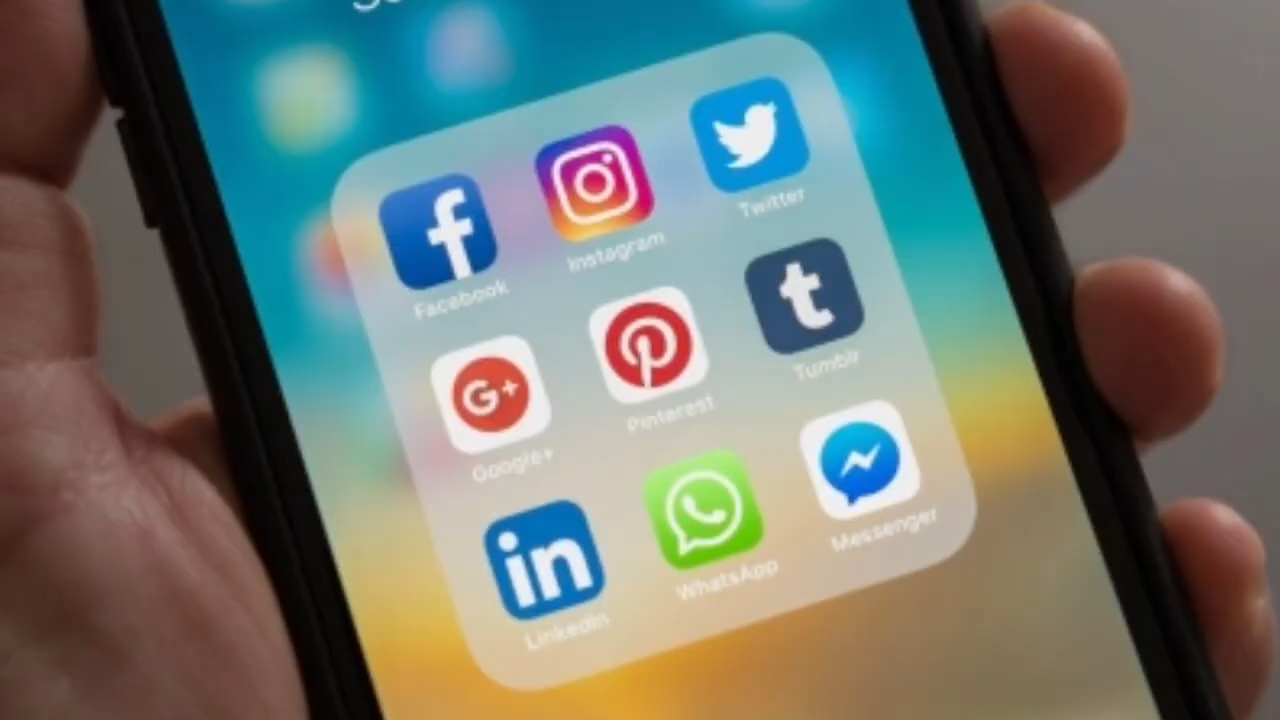 Facebook
Instagram
Twitter
Google+
Pinterest
Tumblr
LinkedIn
WhatsApp
Messenger